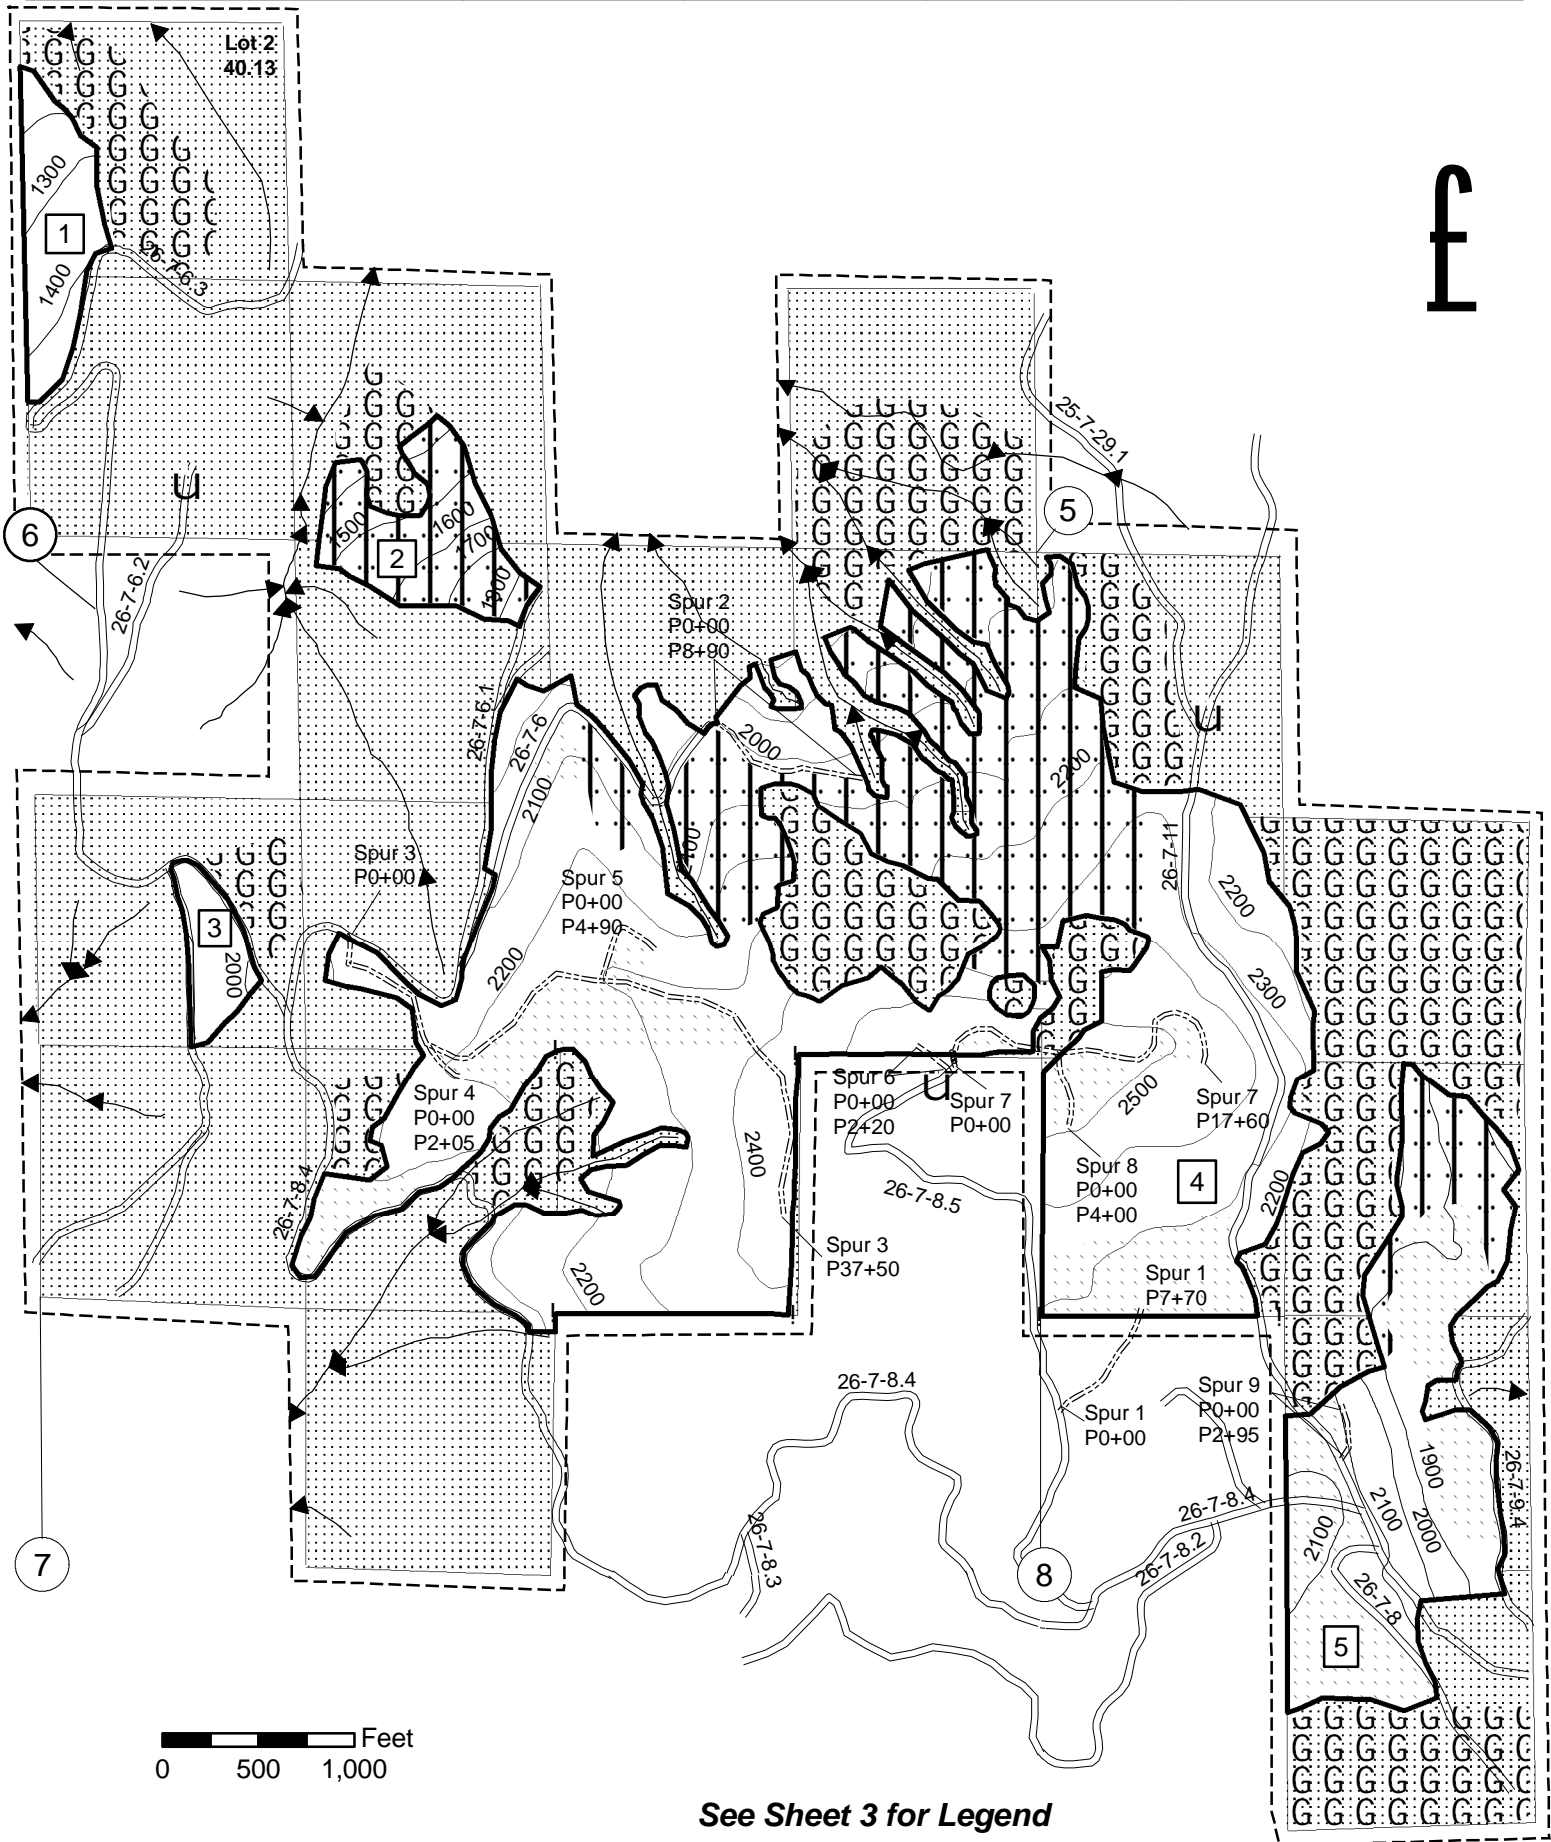 Lot 2
40.13
1300
1
1400
26-7-6.3
£
25-7-29.1
6
5
1500
1600
1700
1800
2
26-7-6.2
Spur 2
P0+00
P8+90
26-7-6.1
26-7-6
2100
2000
2200
2100
26-7-11
2200
Spur 3
P0+00
Spur 5
P0+00
P4+90
3
2000
2200
2300
Spur 4
P0+00
P2+05
Spur 6
P0+00
P2+20
Spur 7
P0+00
2500
Spur 7
P17+60
2400
26-7-8.5
Spur 8
P0+00
P4+00
4
2200
26-7-8.4
Spur 3
P37+50
2200
Spur 1
P7+70
26-7-8.4
Spur 1
P0+00
Spur 9
P0+00
P2+95
1900
26-7-9.4
2100
2000
2100
26-7-8.4
26-7-8.2
26-7-8.3
7
8
26-7-8
5
Feet
0 500 1,000
See Sheet 3 for Legend